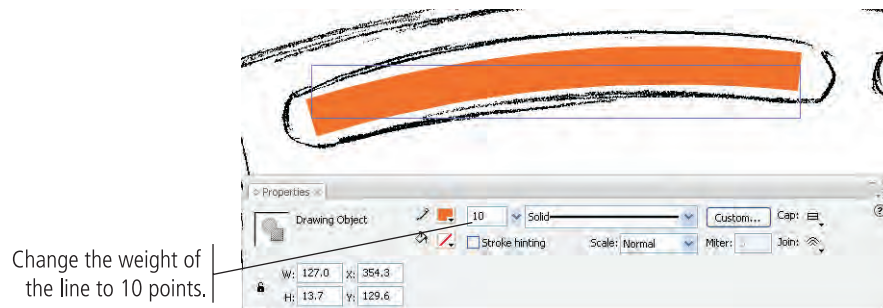 Properties ×
Drawing Object
10 Solid Custom... Cap:
Stroke hinting Scale: Normal Miter: 3 Join:
Change the weight of
the line to 10 points.
W: 127.0 X: 354.3
H: 13.7 Y: 129.6